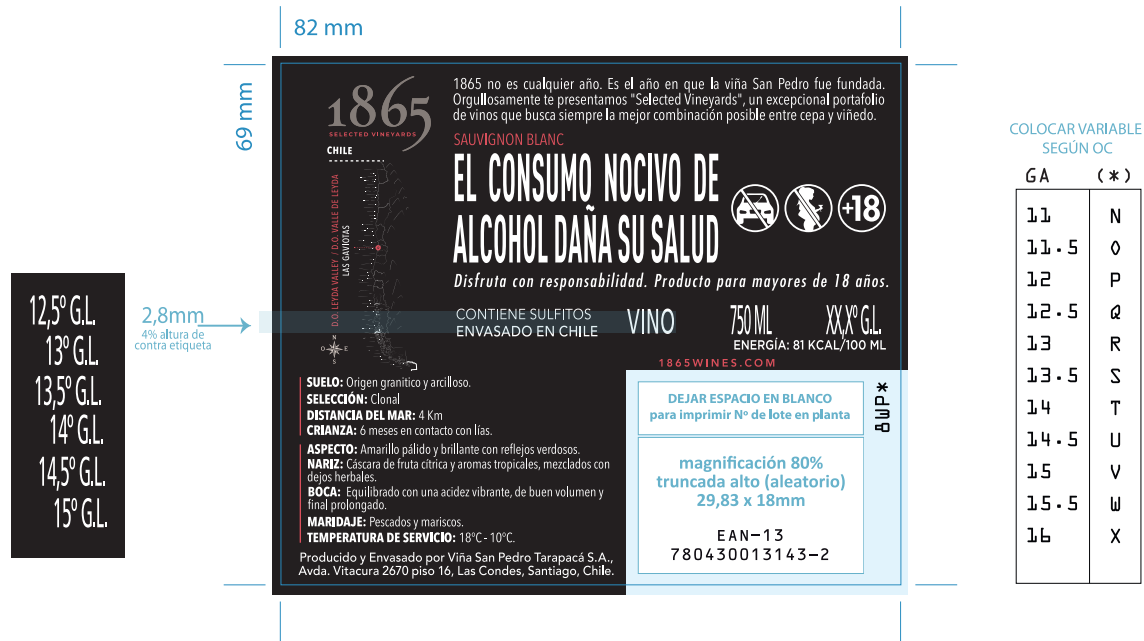 82 mm
69 mm
1865
SELECTED VINEYARDS
CHILE
D.O. LEYDA VALLEY / D.O. VALLE DE LEYDA
LAS GAVIOTAS
N
O E
S
1865 no es cualquier año. Es el año en que la viña San Pedro fue fundada.
Orgullosamente te presentamos "Selected Vineyards", un excepcional portafolio
de vinos que busca siempre la mejor combinación posible entre cepa y viñedo.
SAUVIGNON BLANC
EL CONSUMO NOCIVO DE
ALCOHOL DAÑA SU SALUD
+18
Disfruta con responsabilidad. Producto para mayores de 18 años.
CONTIENE SULFITOS
ENVASADO EN CHILE
VINO
750 ML
XX,Xº G.L.
ENERGÍA: 81 KCAL/100 ML
1865WINES.COM
SUELO: Origen granitico y arcilloso.
SELECCIÓN: Clonal
DISTANCIA DEL MAR: 4 Km
CRIANZA: 6 meses en contacto con lías.
ASPECTO: Amarillo pálido y brillante con reflejos verdosos.
NARIZ: Cáscara de fruta cítrica y aromas tropicales, mezclados con
dejos herbales.
BOCA: Equilibrado con una acidez vibrante, de buen volumen y
final prolongado.
MARIDAJE: Pescados y mariscos.
TEMPERATURA DE SERVICIO: 18°C - 10°C.
Producido y Envasado por Viña San Pedro Tarapacá S.A.,
Avda. Vitacura 2670 piso 16, Las Condes, Santiago, Chile.
DEJAR ESPACIO EN BLANCO
para imprimir Nº de lote en planta
8WP*
magnificación 80%
truncada alto (aleatorio)
29,83 x 18mm
EAN-13
780430013143-2
12,5º G.L.
13º G.L.
13,5º G.L.
14º G.L.
14,5º G.L.
15º G.L.
2,8mm
4% altura de
contra etiqueta
COLOCAR VARIABLE
SEGÚN OC
GA (*)
11 N
11.5 O
12 P
12.5 Q
13 R
13.5 S
14 T
14.5 U
15 V
15.5 W
16 X